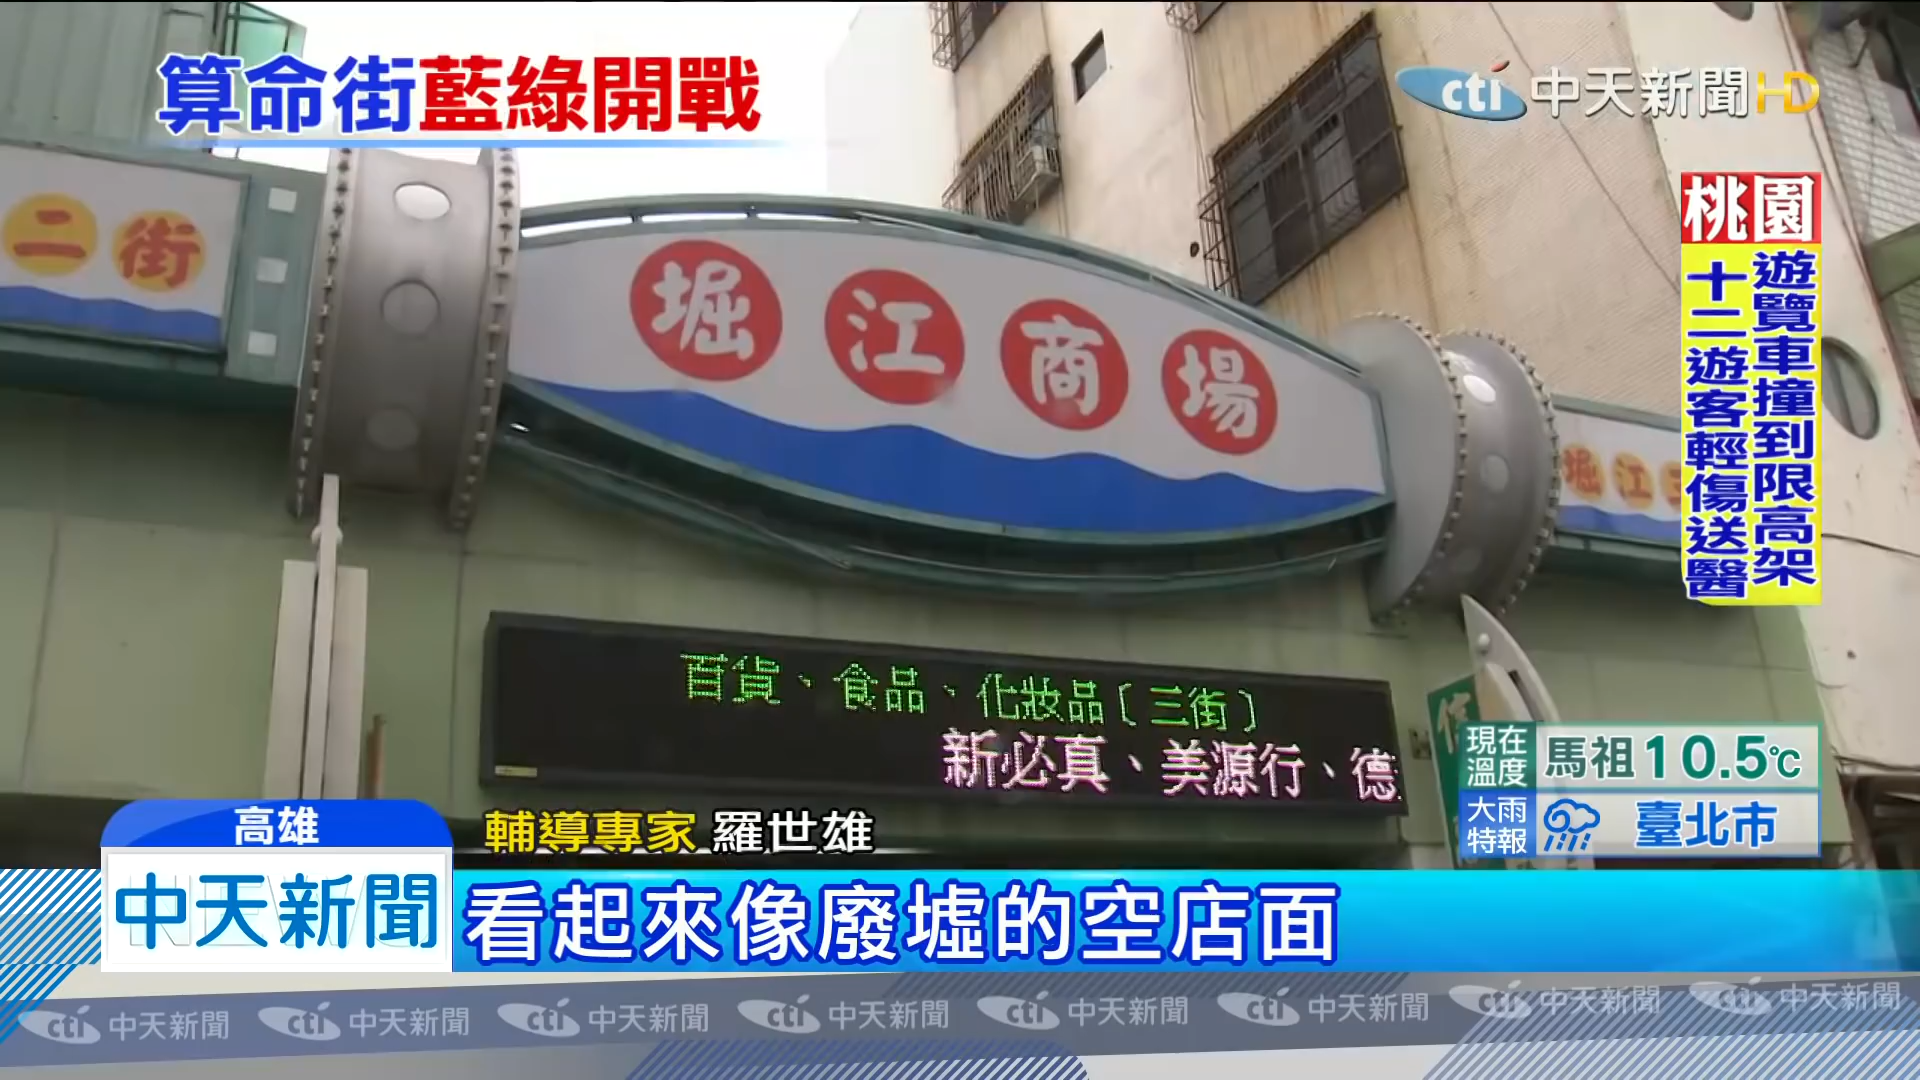 算命街藍綠開戰
cti 中天新聞HD
桃園
遊覽車撞到限高架
十二遊客輕傷送醫
二街
堀江商場
堀江三
百貨、食品、化妝品〔三街〕
新必真、美源行、德
現在溫度
馬祖10.5℃
大雨特報
臺北市
高雄
中天新聞
輔導專家 羅世雄
看起來像廢墟的空店面
cti 中天新聞 cti 中天新聞 cti 中天新聞 cti 中天新聞 cti 中天新聞 cti 中天新聞 cti 中天新聞 cti 中天新聞